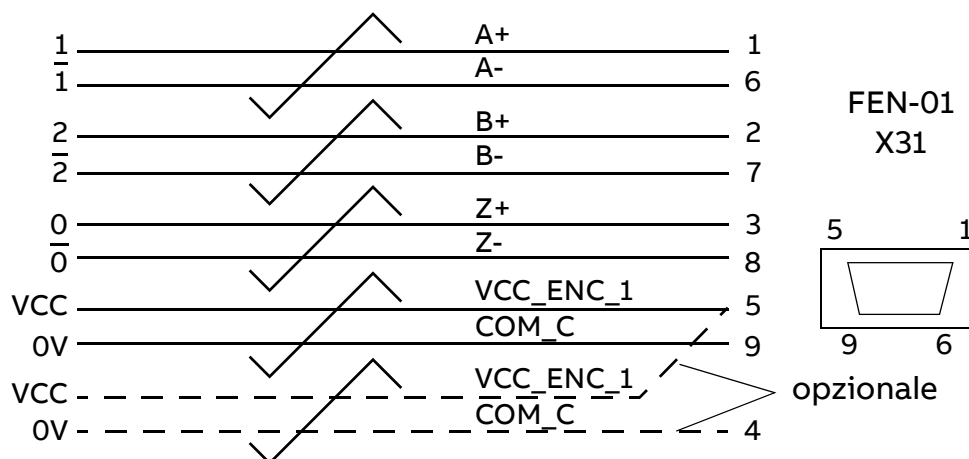 1 A+ 1
1̅ A- 6
2 B+ 2
2̅ B- 7
0 Z+ 3
0̅ Z- 8
VCC VCC_ENC_1 5
0V COM_C 9
VCC VCC_ENC_1
0V COM_C 4
FEN-01
X31
5 1
9 6
opzionale